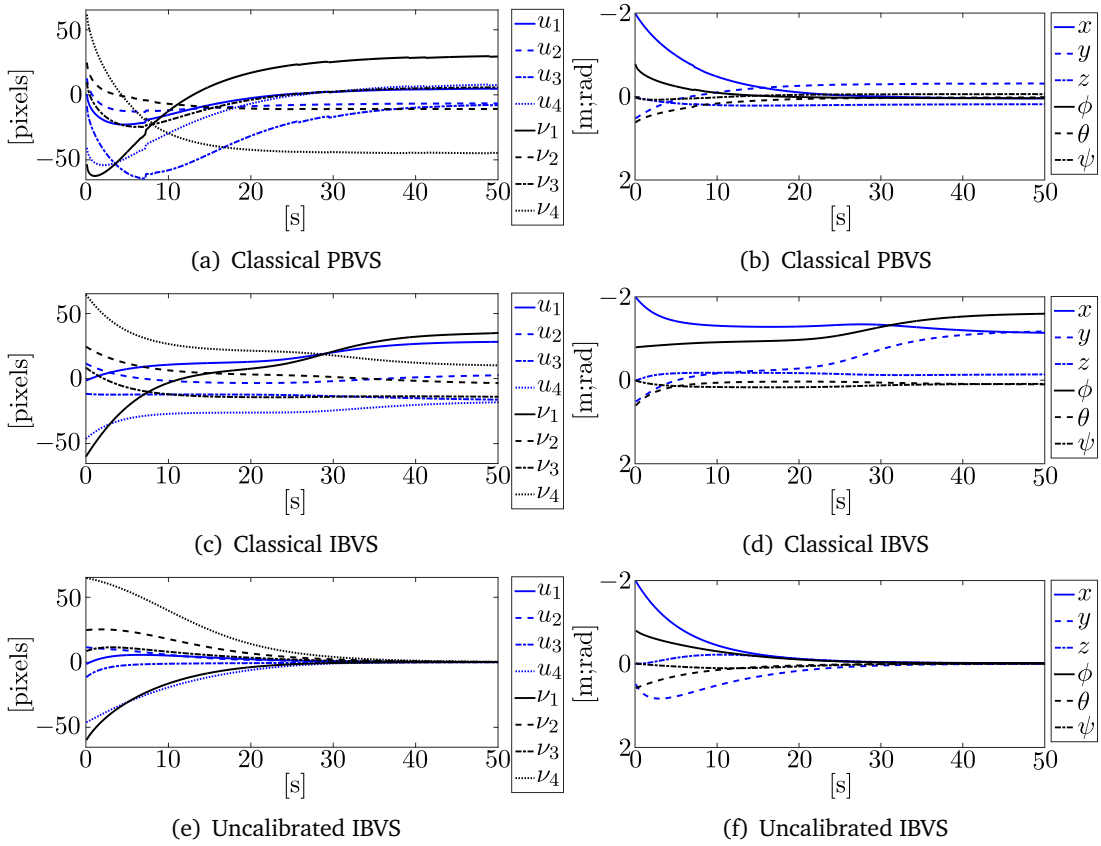 50
0
−50
[pixels]
0 10 20 30 40 50
[s]
u1
u2
u3
u4
ν1
ν2
ν3
ν4
(a) Classical PBVS
−2
0
2
[m;rad]
0 10 20 30 40 50
[s]
x
y
z
ϕ
θ
ψ
(b) Classical PBVS
50
0
−50
[pixels]
0 10 20 30 40 50
[s]
u1
u2
u3
u4
ν1
ν2
ν3
ν4
(c) Classical IBVS
−2
0
2
[m;rad]
0 10 20 30 40 50
[s]
x
y
z
ϕ
θ
ψ
(d) Classical IBVS
50
0
−50
[pixels]
0 10 20 30 40 50
[s]
u1
u2
u3
u4
ν1
ν2
ν3
ν4
(e) Uncalibrated IBVS
−2
0
2
[m;rad]
0 10 20 30 40 50
[s]
x
y
z
ϕ
θ
ψ
(f) Uncalibrated IBVS